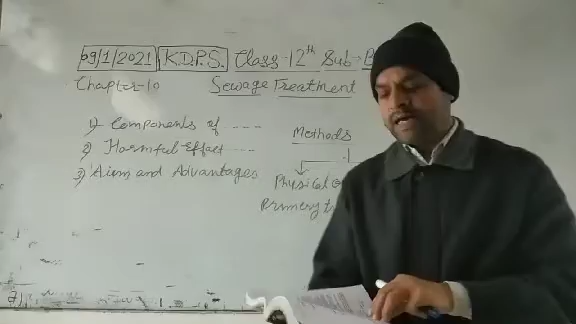 09/1/2021 K.D.P.S. Class-12th Sub-
Chapter-10 Sewage Treatment
1) Components of ----
2) Harmful Effect ----
3) Aim and Advantages
Methods
Physical
Primery